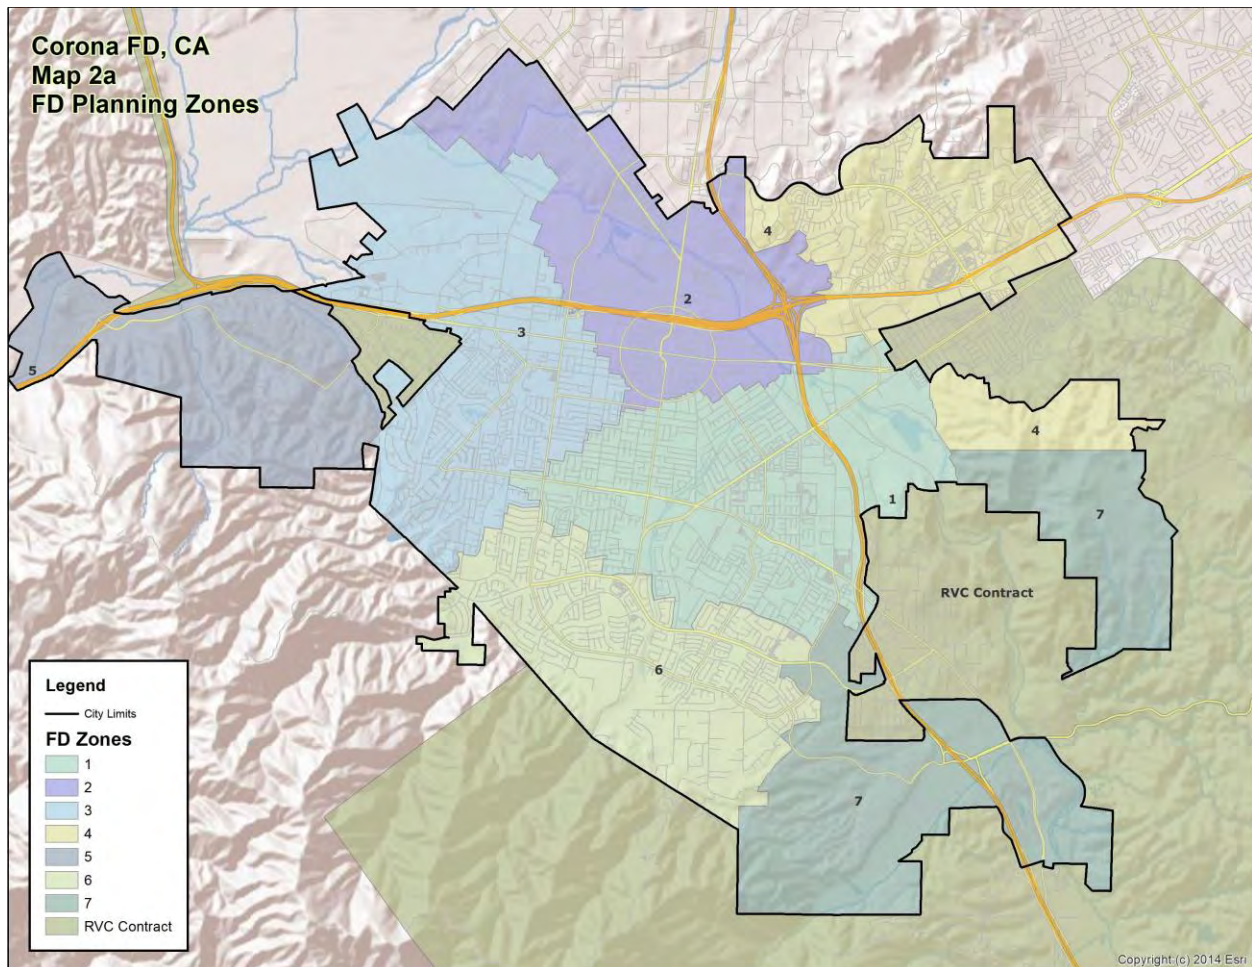 Corona FD, CA
Map 2a
FD Planning Zones
4
2
3
5
4
1
7
RVC Contract
6
7
Legend
City Limits
FD Zones
1
2
3
4
5
6
7
RVC Contract
Copyright (c) 2014 Esri